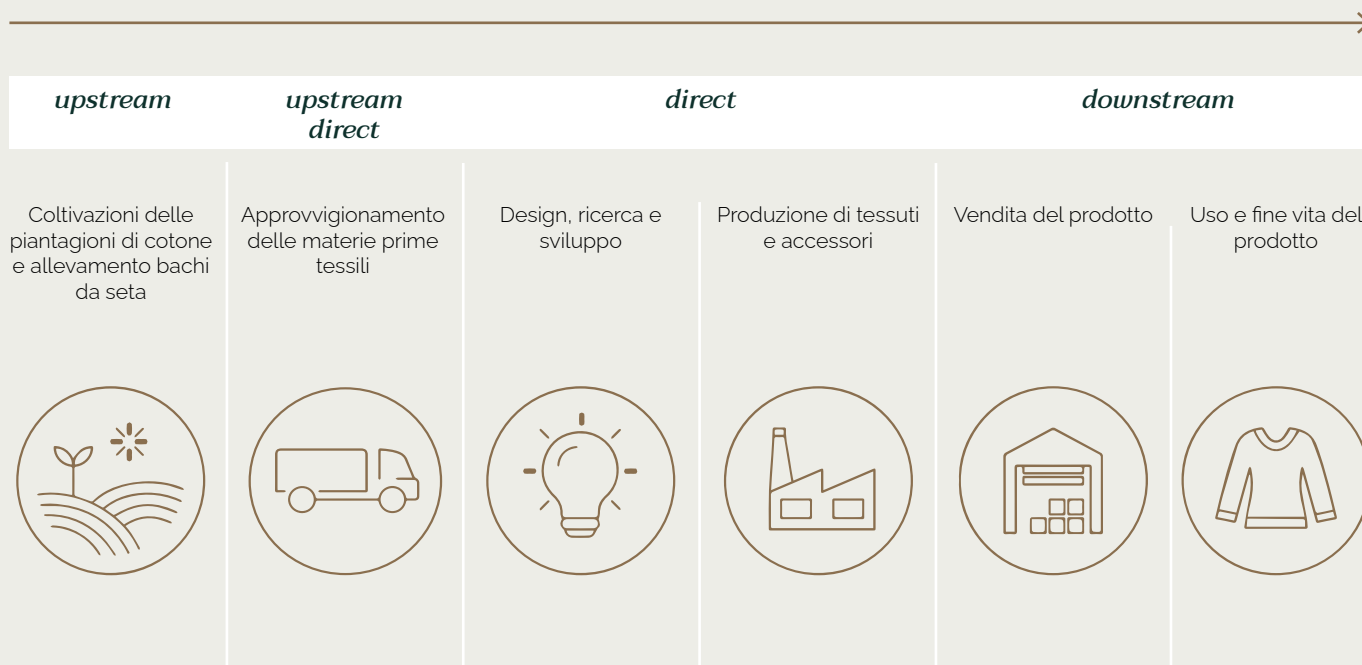 upstream
upstream
direct
direct
downstream
Coltivazioni delle
piantagioni di cotone
e allevamento bachi
da seta
Approvvigionamento
delle materie prime
tessili
Design, ricerca e
sviluppo
Produzione di tessuti
e accessori
Vendita del prodotto
Uso e fine vita del
prodotto